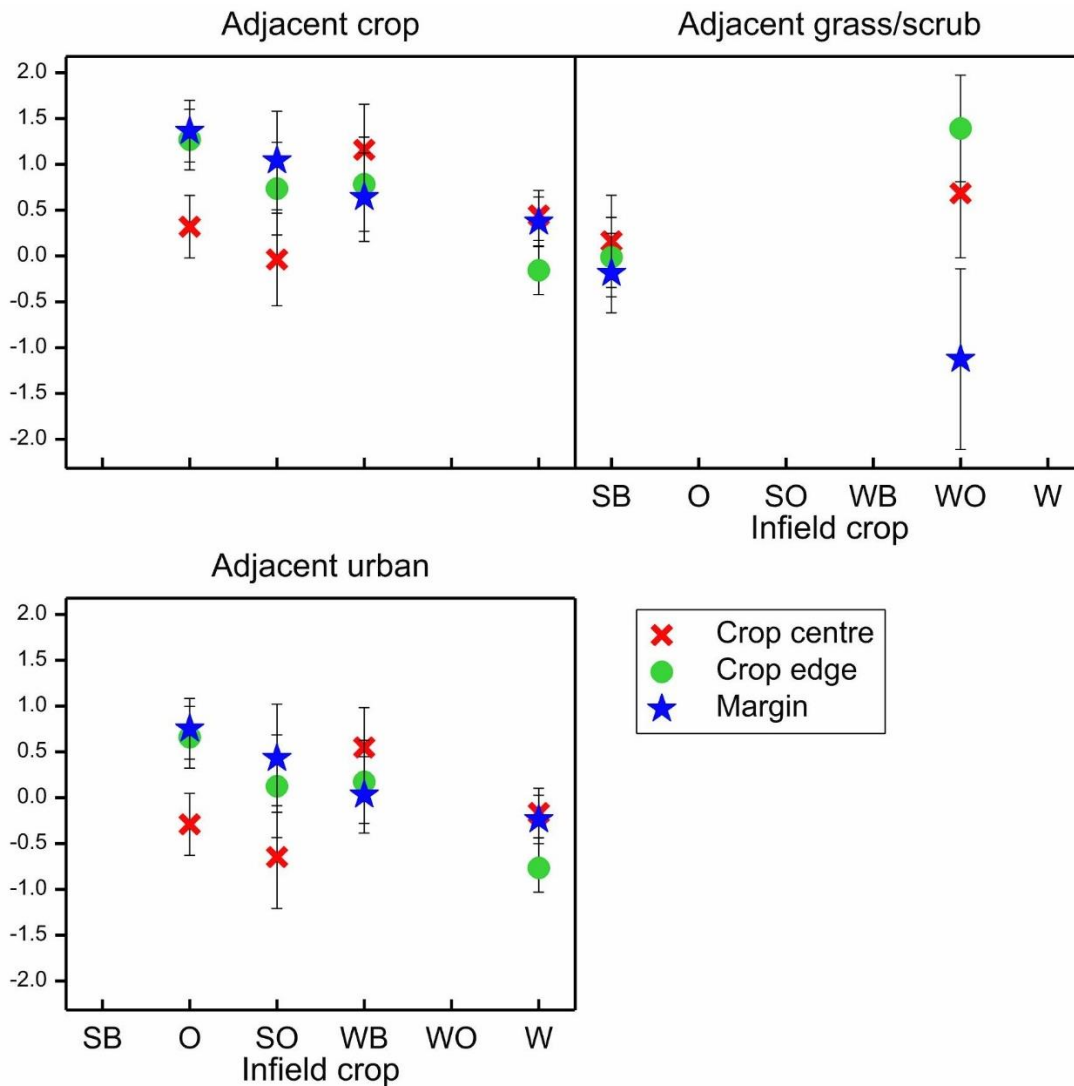 Adjacent crop
Adjacent grass/scrub
2.0
1.5
1.0
0.5
0.0
-0.5
-1.0
-1.5
-2.0
SB O SO WB WO W
Infield crop
Adjacent urban
2.0
1.5
1.0
0.5
0.0
-0.5
-1.0
-1.5
-2.0
SB O SO WB WO W
Infield crop
Crop centre
Crop edge
Margin